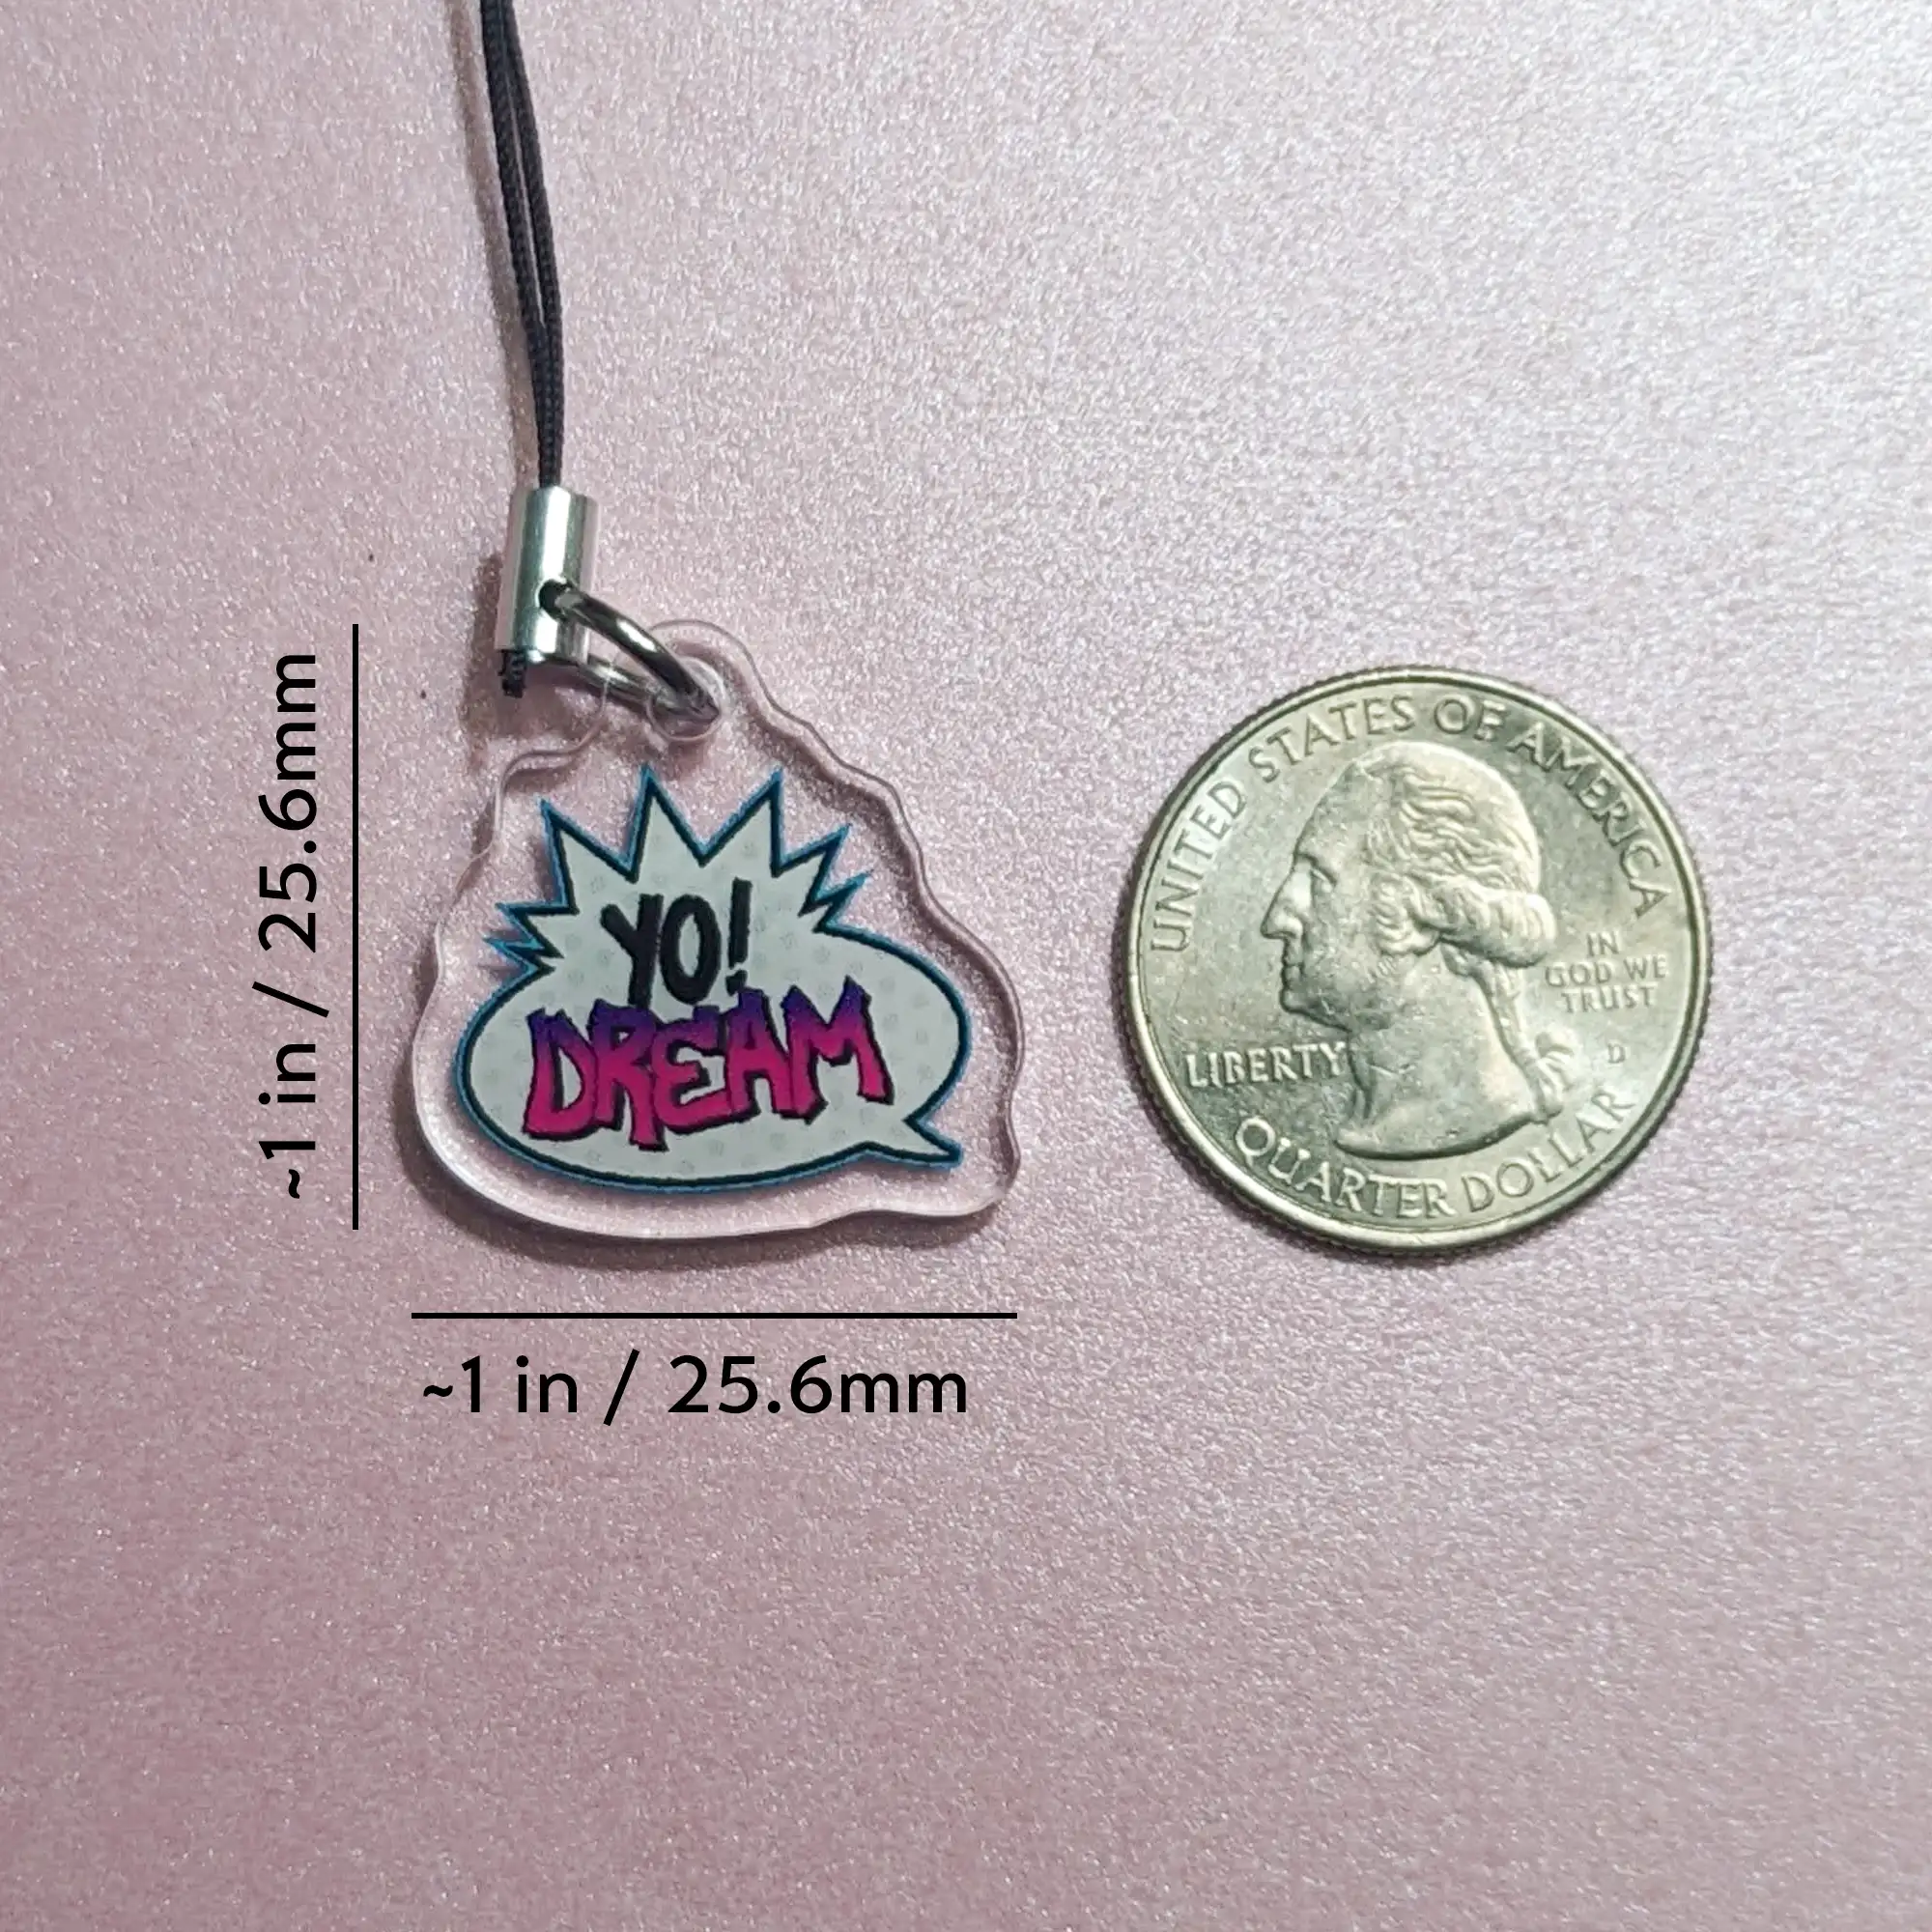 ~1 in / 25.6mm
YO!
DREAM
UNITED STATES OF AMERICA
IN
GOD WE
TRUST
LIBERTY
D
QUARTER DOLLAR
~1 in / 25.6mm